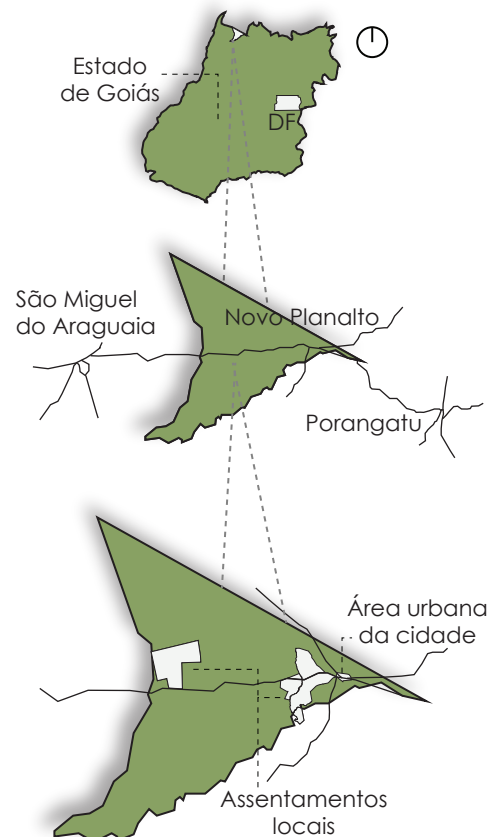 Estado
de Goiás
DF
São Miguel
do Araguaia
Novo Planalto
Porangatu
Área urbana
da cidade
Assentamentos
locais